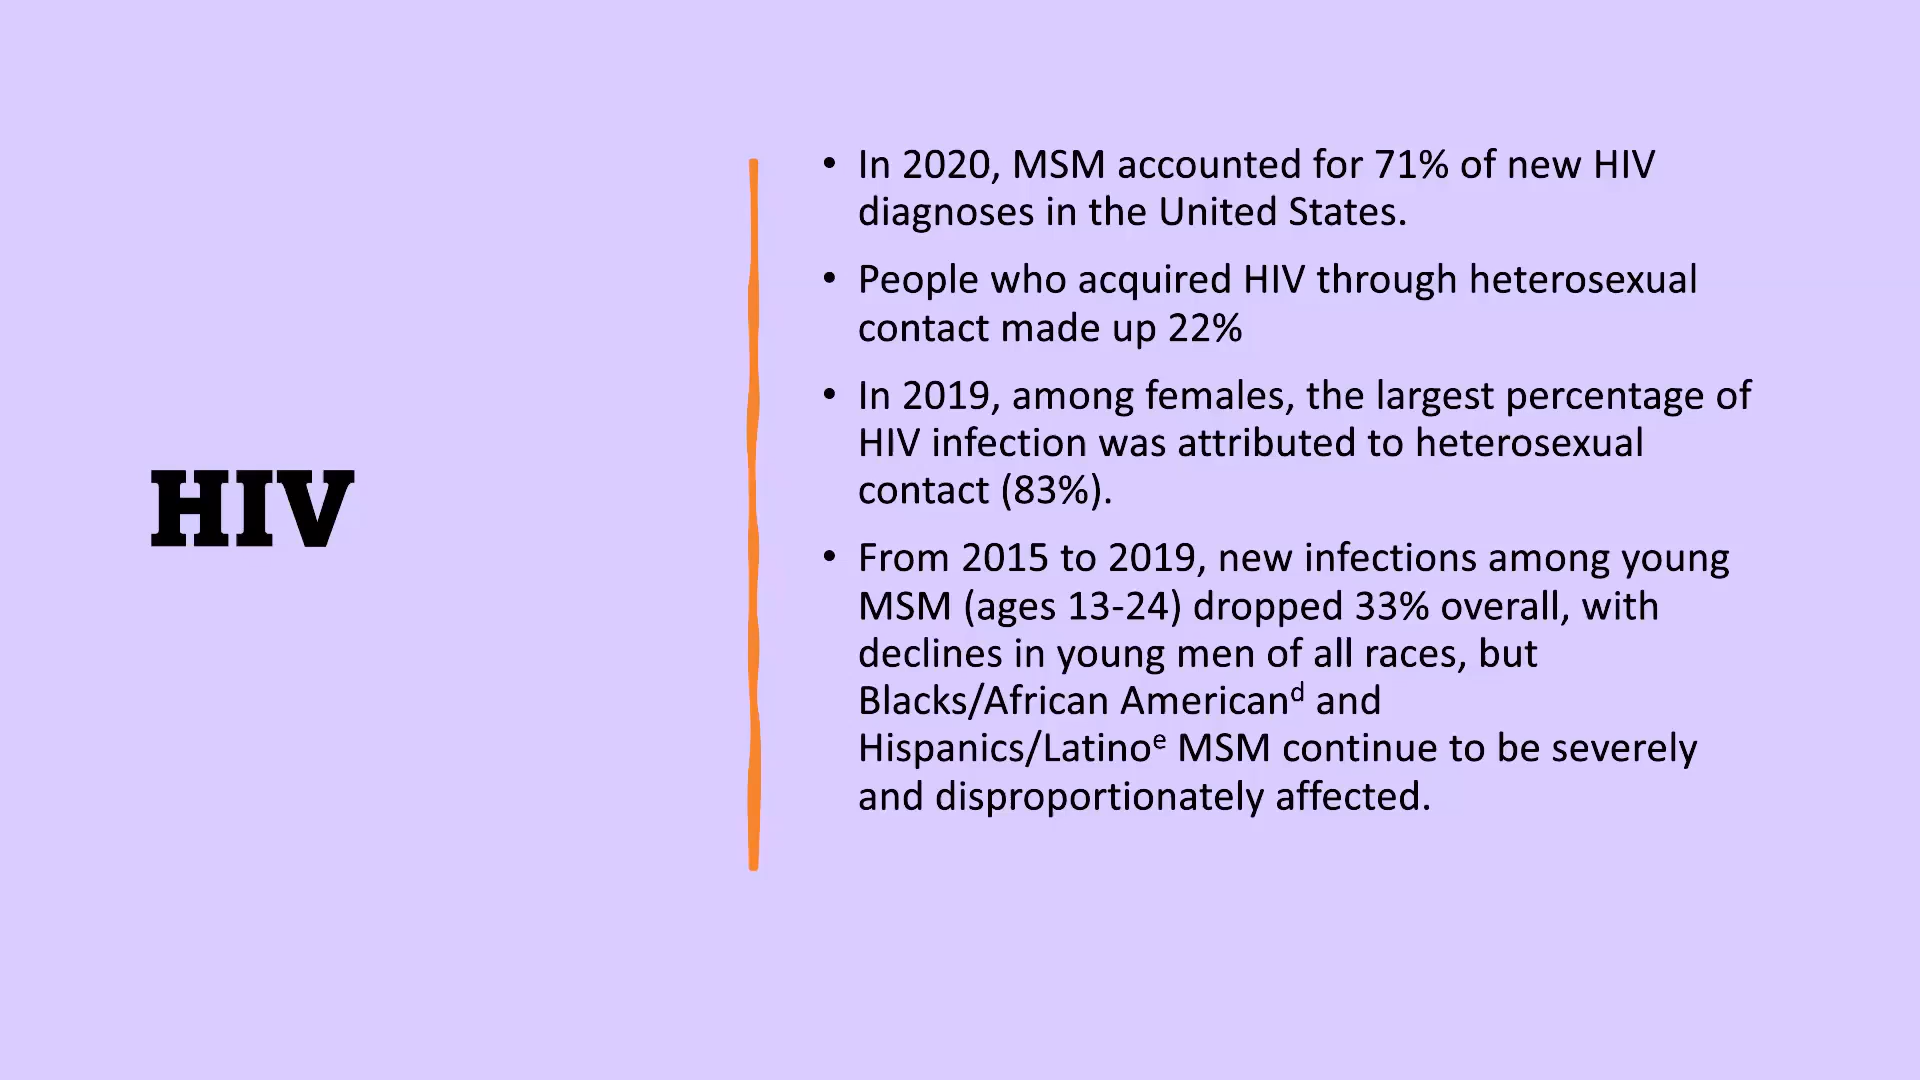 HIV
• In 2020, MSM accounted for 71% of new HIV
diagnoses in the United States.
• People who acquired HIV through heterosexual
contact made up 22%
• In 2019, among females, the largest percentage of
HIV infection was attributed to heterosexual
contact (83%).
• From 2015 to 2019, new infections among young
MSM (ages 13-24) dropped 33% overall, with
declines in young men of all races, but
Blacks/African Americanᵈ and
Hispanics/Latinoᵉ MSM continue to be severely
and disproportionately affected.